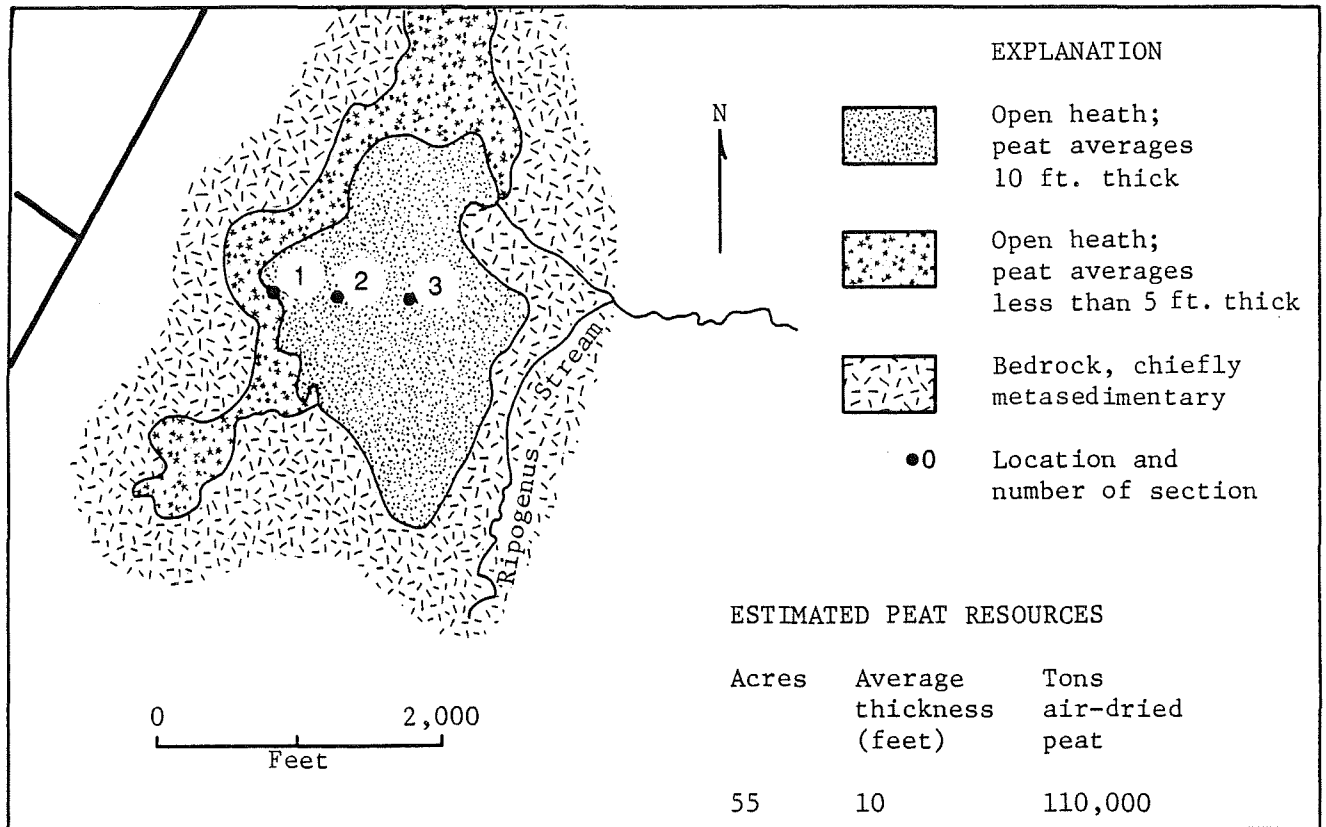 1
2
3
Ripogenus Stream
0 2,000
Feet
N
EXPLANATION
Open heath;
peat averages
10 ft. thick
Open heath;
peat averages
less than 5 ft. thick
Bedrock, chiefly
metasedimentary
●0 Location and
number of section
ESTIMATED PEAT RESOURCES
Acres Average Tons
thickness air-dried
(feet) peat
55 10 110,000